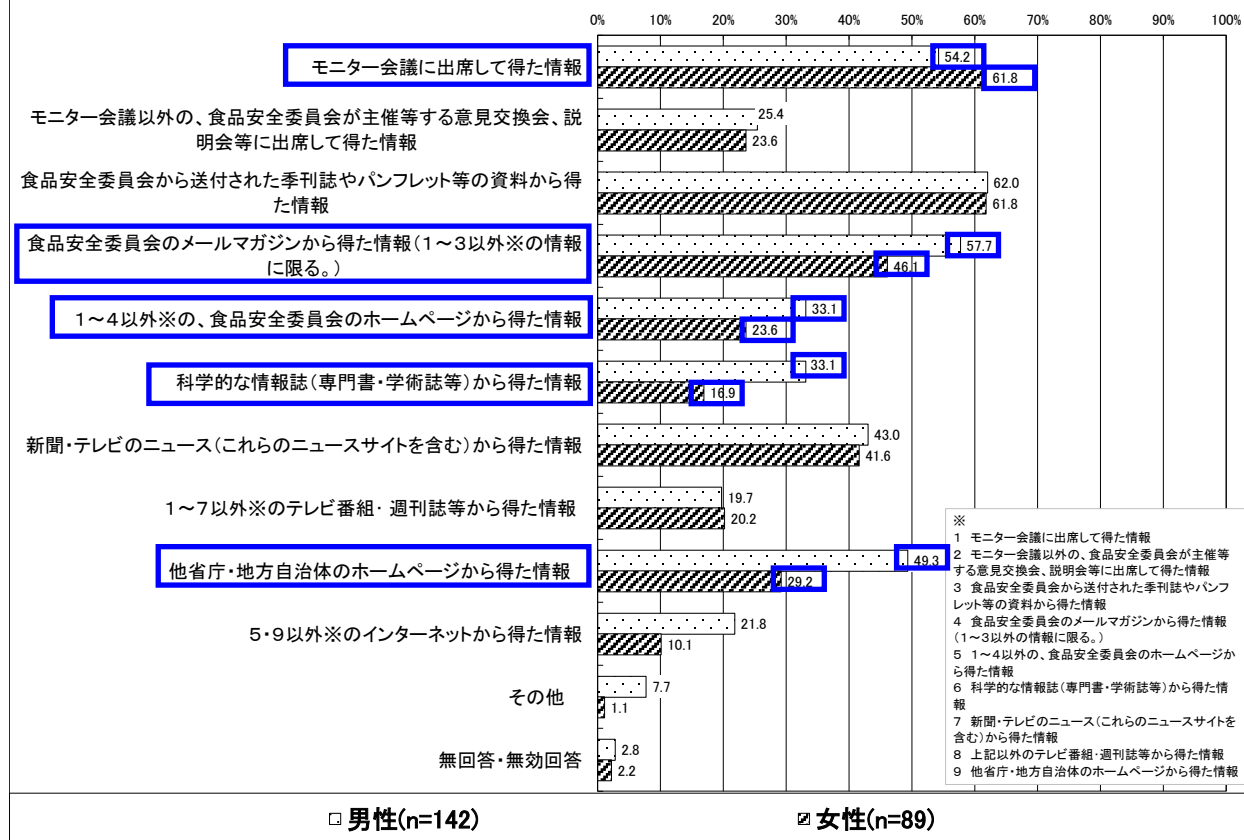 0% 10% 20% 30% 40% 50% 60% 70% 80% 90% 100%
モニター会議に出席して得た情報
54.2
61.8
モニター会議以外の、食品安全委員会が主催等する意見交換会、説
明会等に出席して得た情報
25.4
23.6
食品安全委員会から送付された季刊誌やパンフレット等の資料から得
た情報
62.0
61.8
食品安全委員会のメールマガジンから得た情報(1～3以外※の情報
に限る。)
57.7
46.1
1～4以外※の、食品安全委員会のホームページから得た情報
33.1
23.6
科学的な情報誌(専門書・学術誌等)から得た情報
33.1
16.9
新聞・テレビのニュース(これらのニュースサイトを含む)から得た情報
43.0
41.6
1～7以外※のテレビ番組・週刊誌等から得た情報
19.7
20.2
他省庁・地方自治体のホームページから得た情報
49.3
29.2
5・9以外※のインターネットから得た情報
21.8
10.1
その他
7.7
1.1
無回答・無効回答
2.8
2.2
※
1 モニター会議に出席して得た情報
2 モニター会議以外の、食品安全委員会が主催等
する意見交換会、説明会等に出席して得た情報
3 食品安全委員会から送付された季刊誌やパンフ
レット等の資料から得た情報
4 食品安全委員会のメールマガジンから得た情報
(1～3以外の情報に限る。)
5 1～4以外の、食品安全委員会のホームページか
ら得た情報
6 科学的な情報誌(専門書・学術誌等)から得た情
報
7 新聞・テレビのニュース(これらのニュースサイトを
含む)から得た情報
8 上記以外のテレビ番組・週刊誌等から得た情報
9 他省庁・地方自治体のホームページから得た情報
男性(n=142) 女性(n=89)